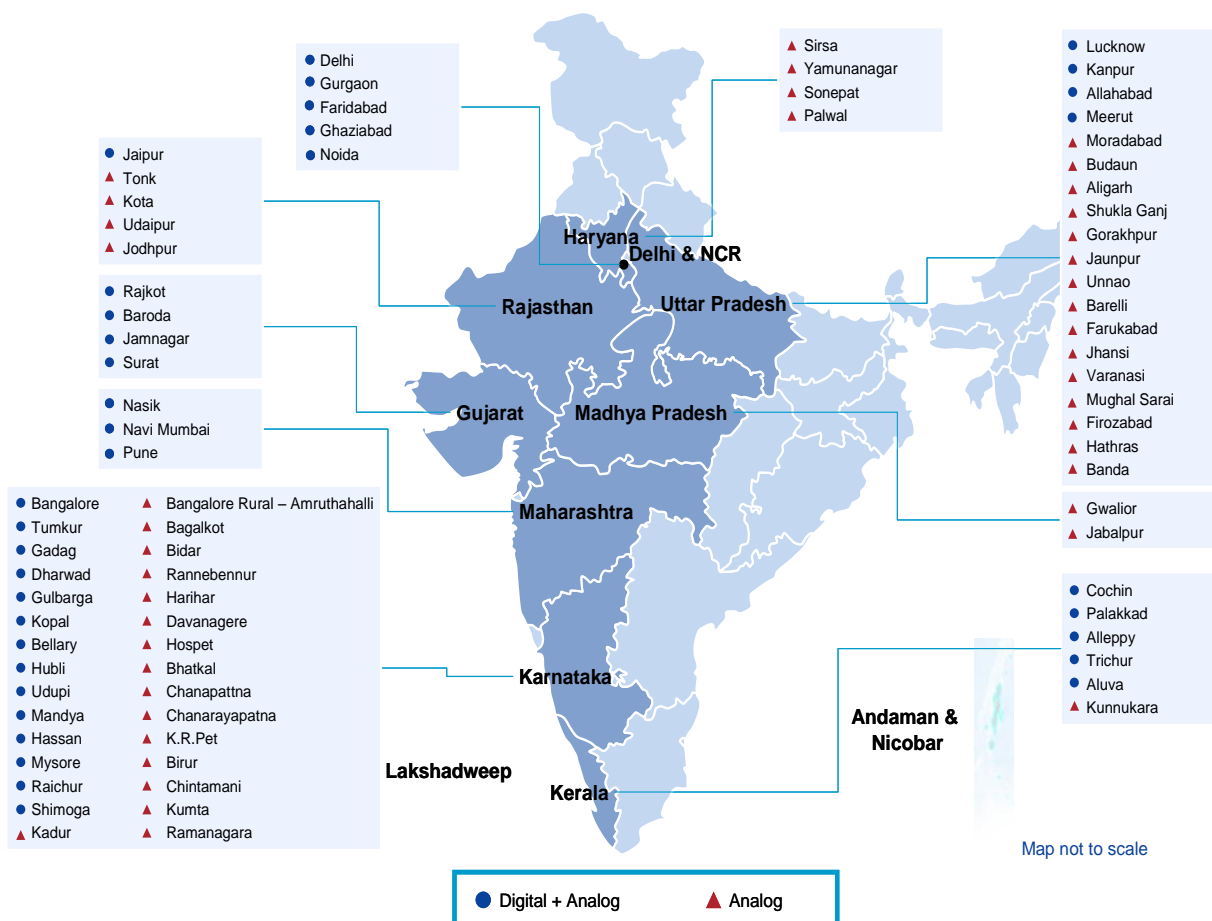 Delhi
Gurgaon
Faridabad
Ghaziabad
Noida
Sirsa
Yamunanagar
Sonepat
Palwal
Lucknow
Kanpur
Allahabad
Meerut
Moradabad
Budaun
Aligarh
Shukla Ganj
Gorakhpur
Jaunpur
Unnao
Barelli
Farukabad
Jhansi
Varanasi
Mughal Sarai
Firozabad
Hathras
Banda
Jaipur
Tonk
Kota
Udaipur
Jodhpur
Rajkot
Baroda
Jamnagar
Surat
Nasik
Navi Mumbai
Pune
Haryana
Delhi & NCR
Rajasthan
Uttar Pradesh
Gujarat
Madhya Pradesh
Maharashtra
Karnataka
Kerala
Lakshadweep
Andaman &
Nicobar
Gwalior
Jabalpur
Bangalore
Tumkur
Gadag
Dharwad
Gulbarga
Kopal
Bellary
Hubli
Udupi
Mandya
Hassan
Mysore
Raichur
Shimoga
Kadur
Bangalore Rural – Amruthahalli
Bagalkot
Bidar
Rannebennur
Harihar
Davanagere
Hospet
Bhatkal
Chanapattna
Chanarayapatna
K.R.Pet
Birur
Chintamani
Kumta
Ramanagara
Cochin
Palakkad
Alleppy
Trichur
Aluva
Kunnukara
Map not to scale
Digital + Analog
Analog